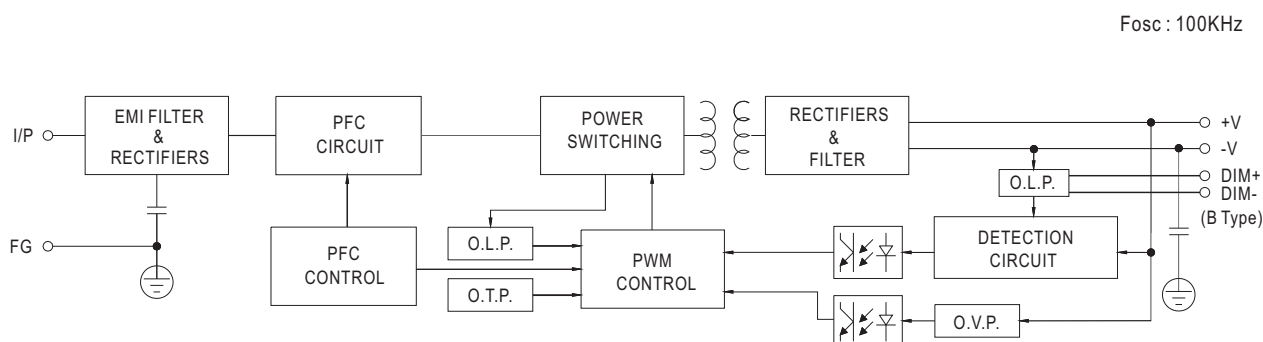 Fosc : 100KHz
I/P
EMI FILTER
&
RECTIFIERS
PFC
CIRCUIT
POWER
SWITCHING
RECTIFIERS
&
FILTER
+V
-V
O.L.P.
DIM+
DIM-
(B Type)
FG
PFC
CONTROL
O.L.P.
O.T.P.
PWM
CONTROL
DETECTION
CIRCUIT
O.V.P.